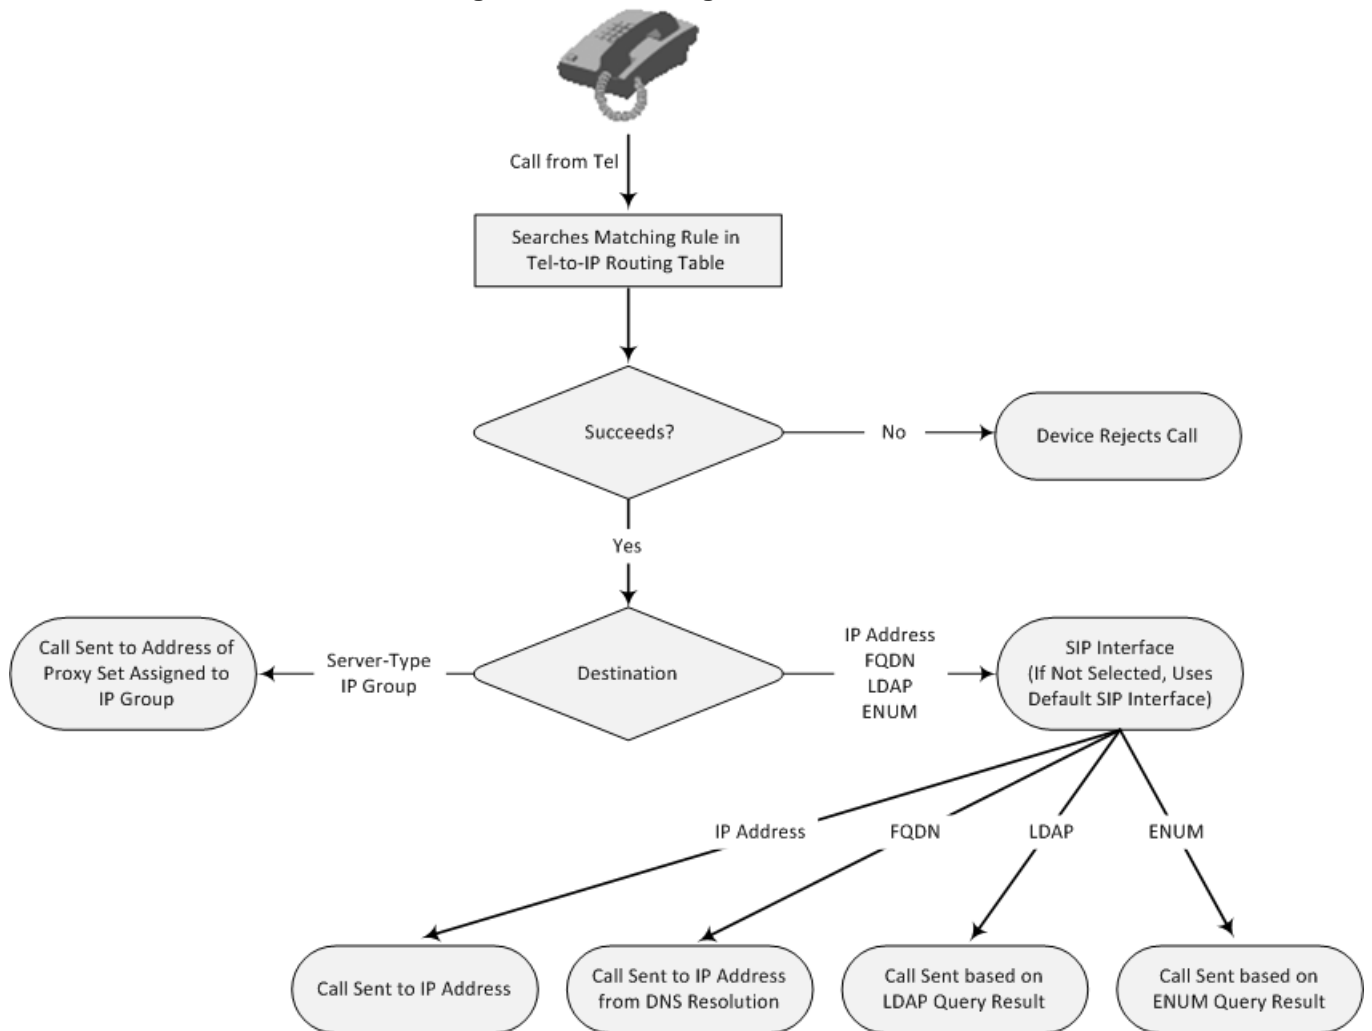 Call from Tel
Searches Matching Rule in
Tel-to-IP Routing Table
Succeeds?
No
Device Rejects Call
Yes
Call Sent to Address of
Proxy Set Assigned to
IP Group
Server-Type
IP Group
Destination
IP Address
FQDN
LDAP
ENUM
SIP Interface
(If Not Selected, Uses
Default SIP Interface)
IP Address
FQDN
LDAP
ENUM
Call Sent to IP Address
Call Sent to IP Address
from DNS Resolution
Call Sent based on
LDAP Query Result
Call Sent based on
ENUM Query Result